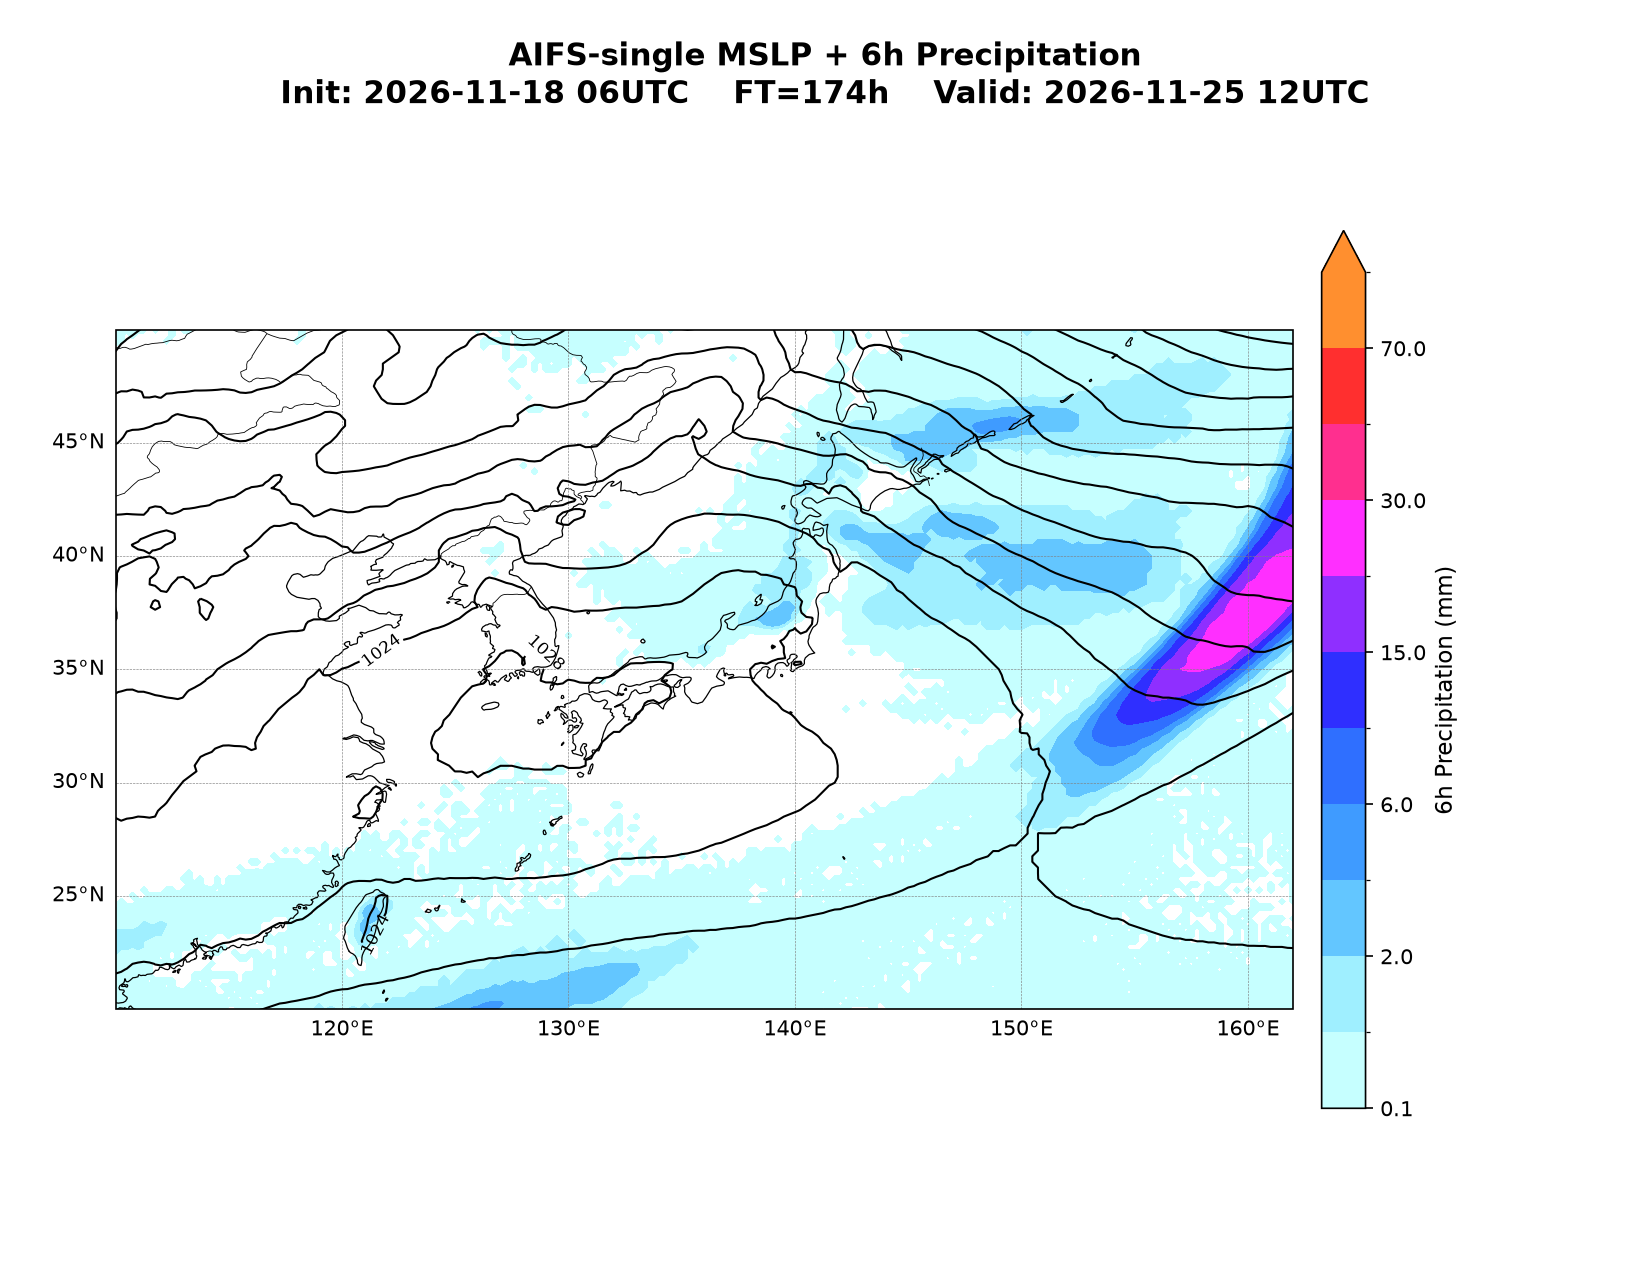 AIFS-single MSLP + 6h Precipitation
Init: 2026-11-18 06UTC    FT=174h    Valid: 2026-11-25 12UTC
70.0
30.0
15.0
6.0
2.0
0.1
6h Precipitation (mm)
45°N
40°N
35°N
30°N
25°N
1024
1028
1024
120°E
130°E
140°E
150°E
160°E